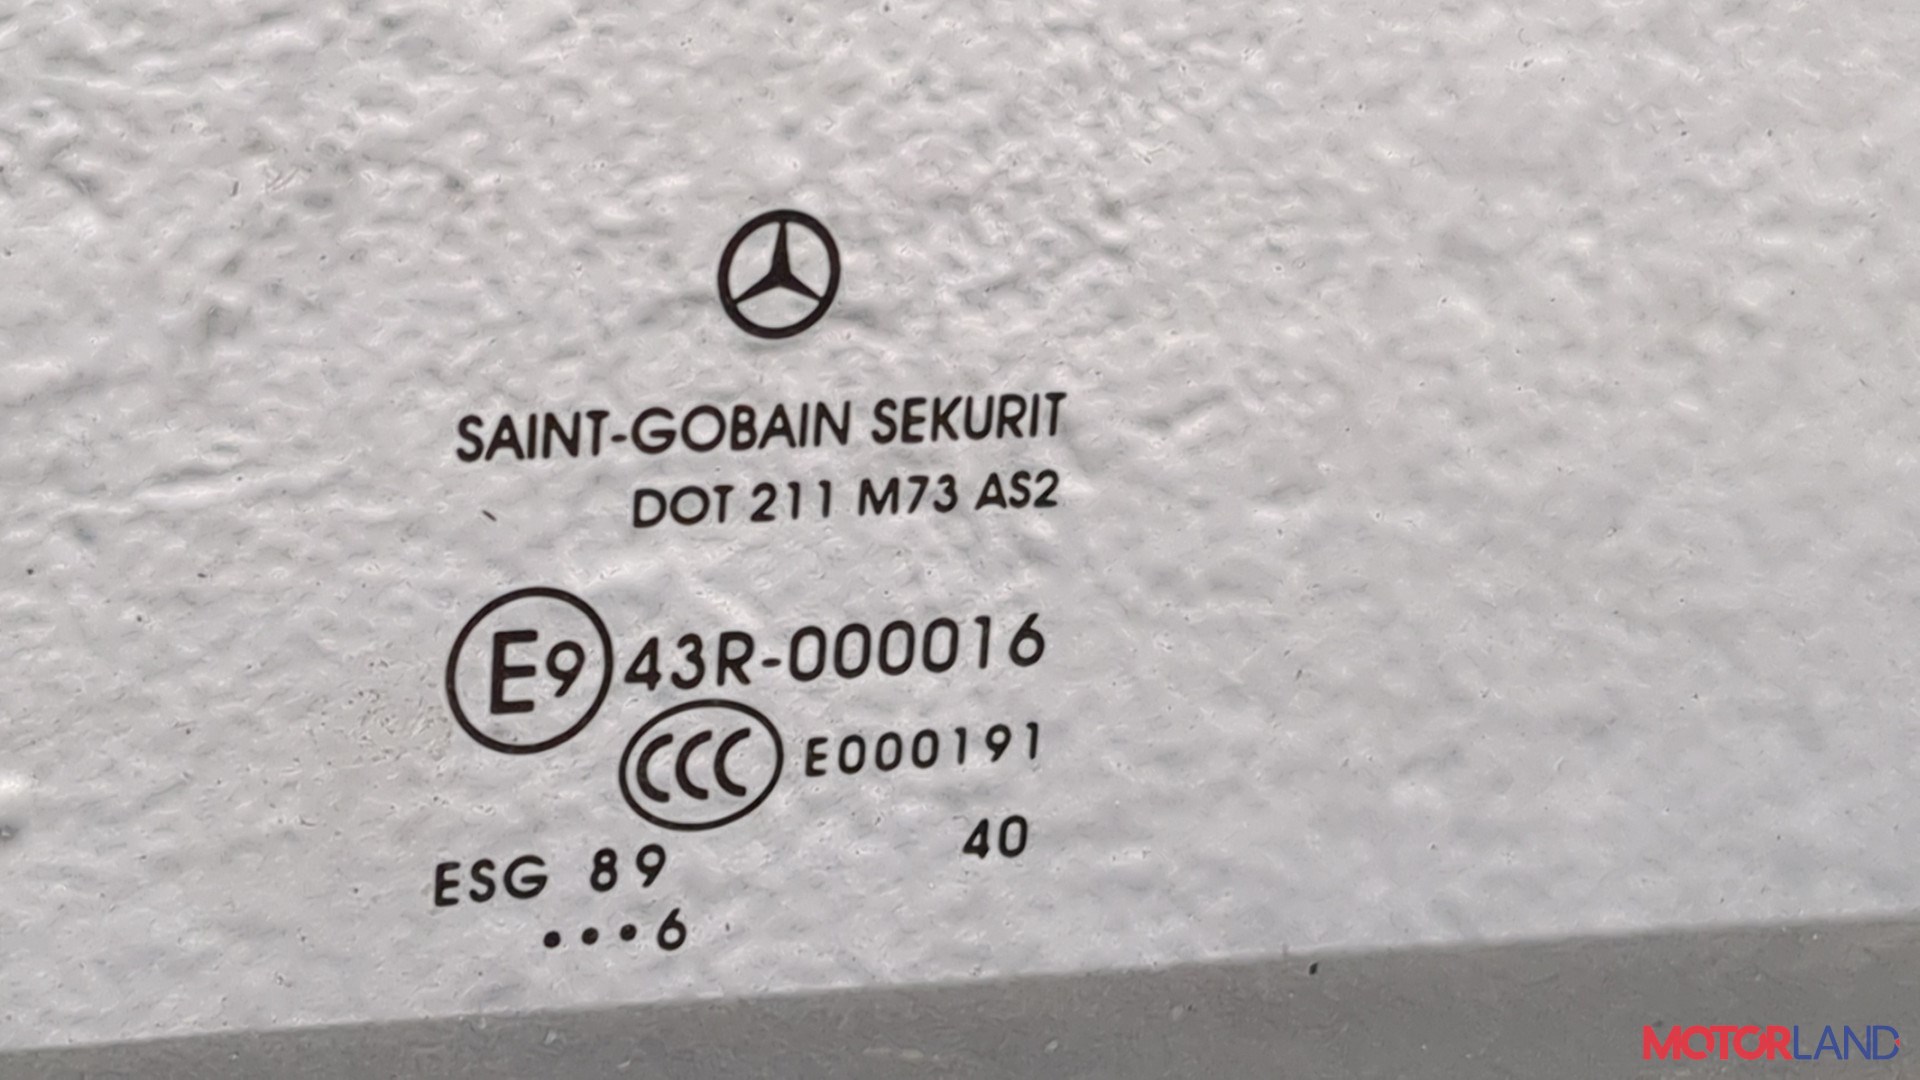 SAINT-GOBAIN SEKURIT
DOT 211 M73 AS2
E9 43R-000016
CCC E000191
ESG 89 40
•••6
MOTORLAND